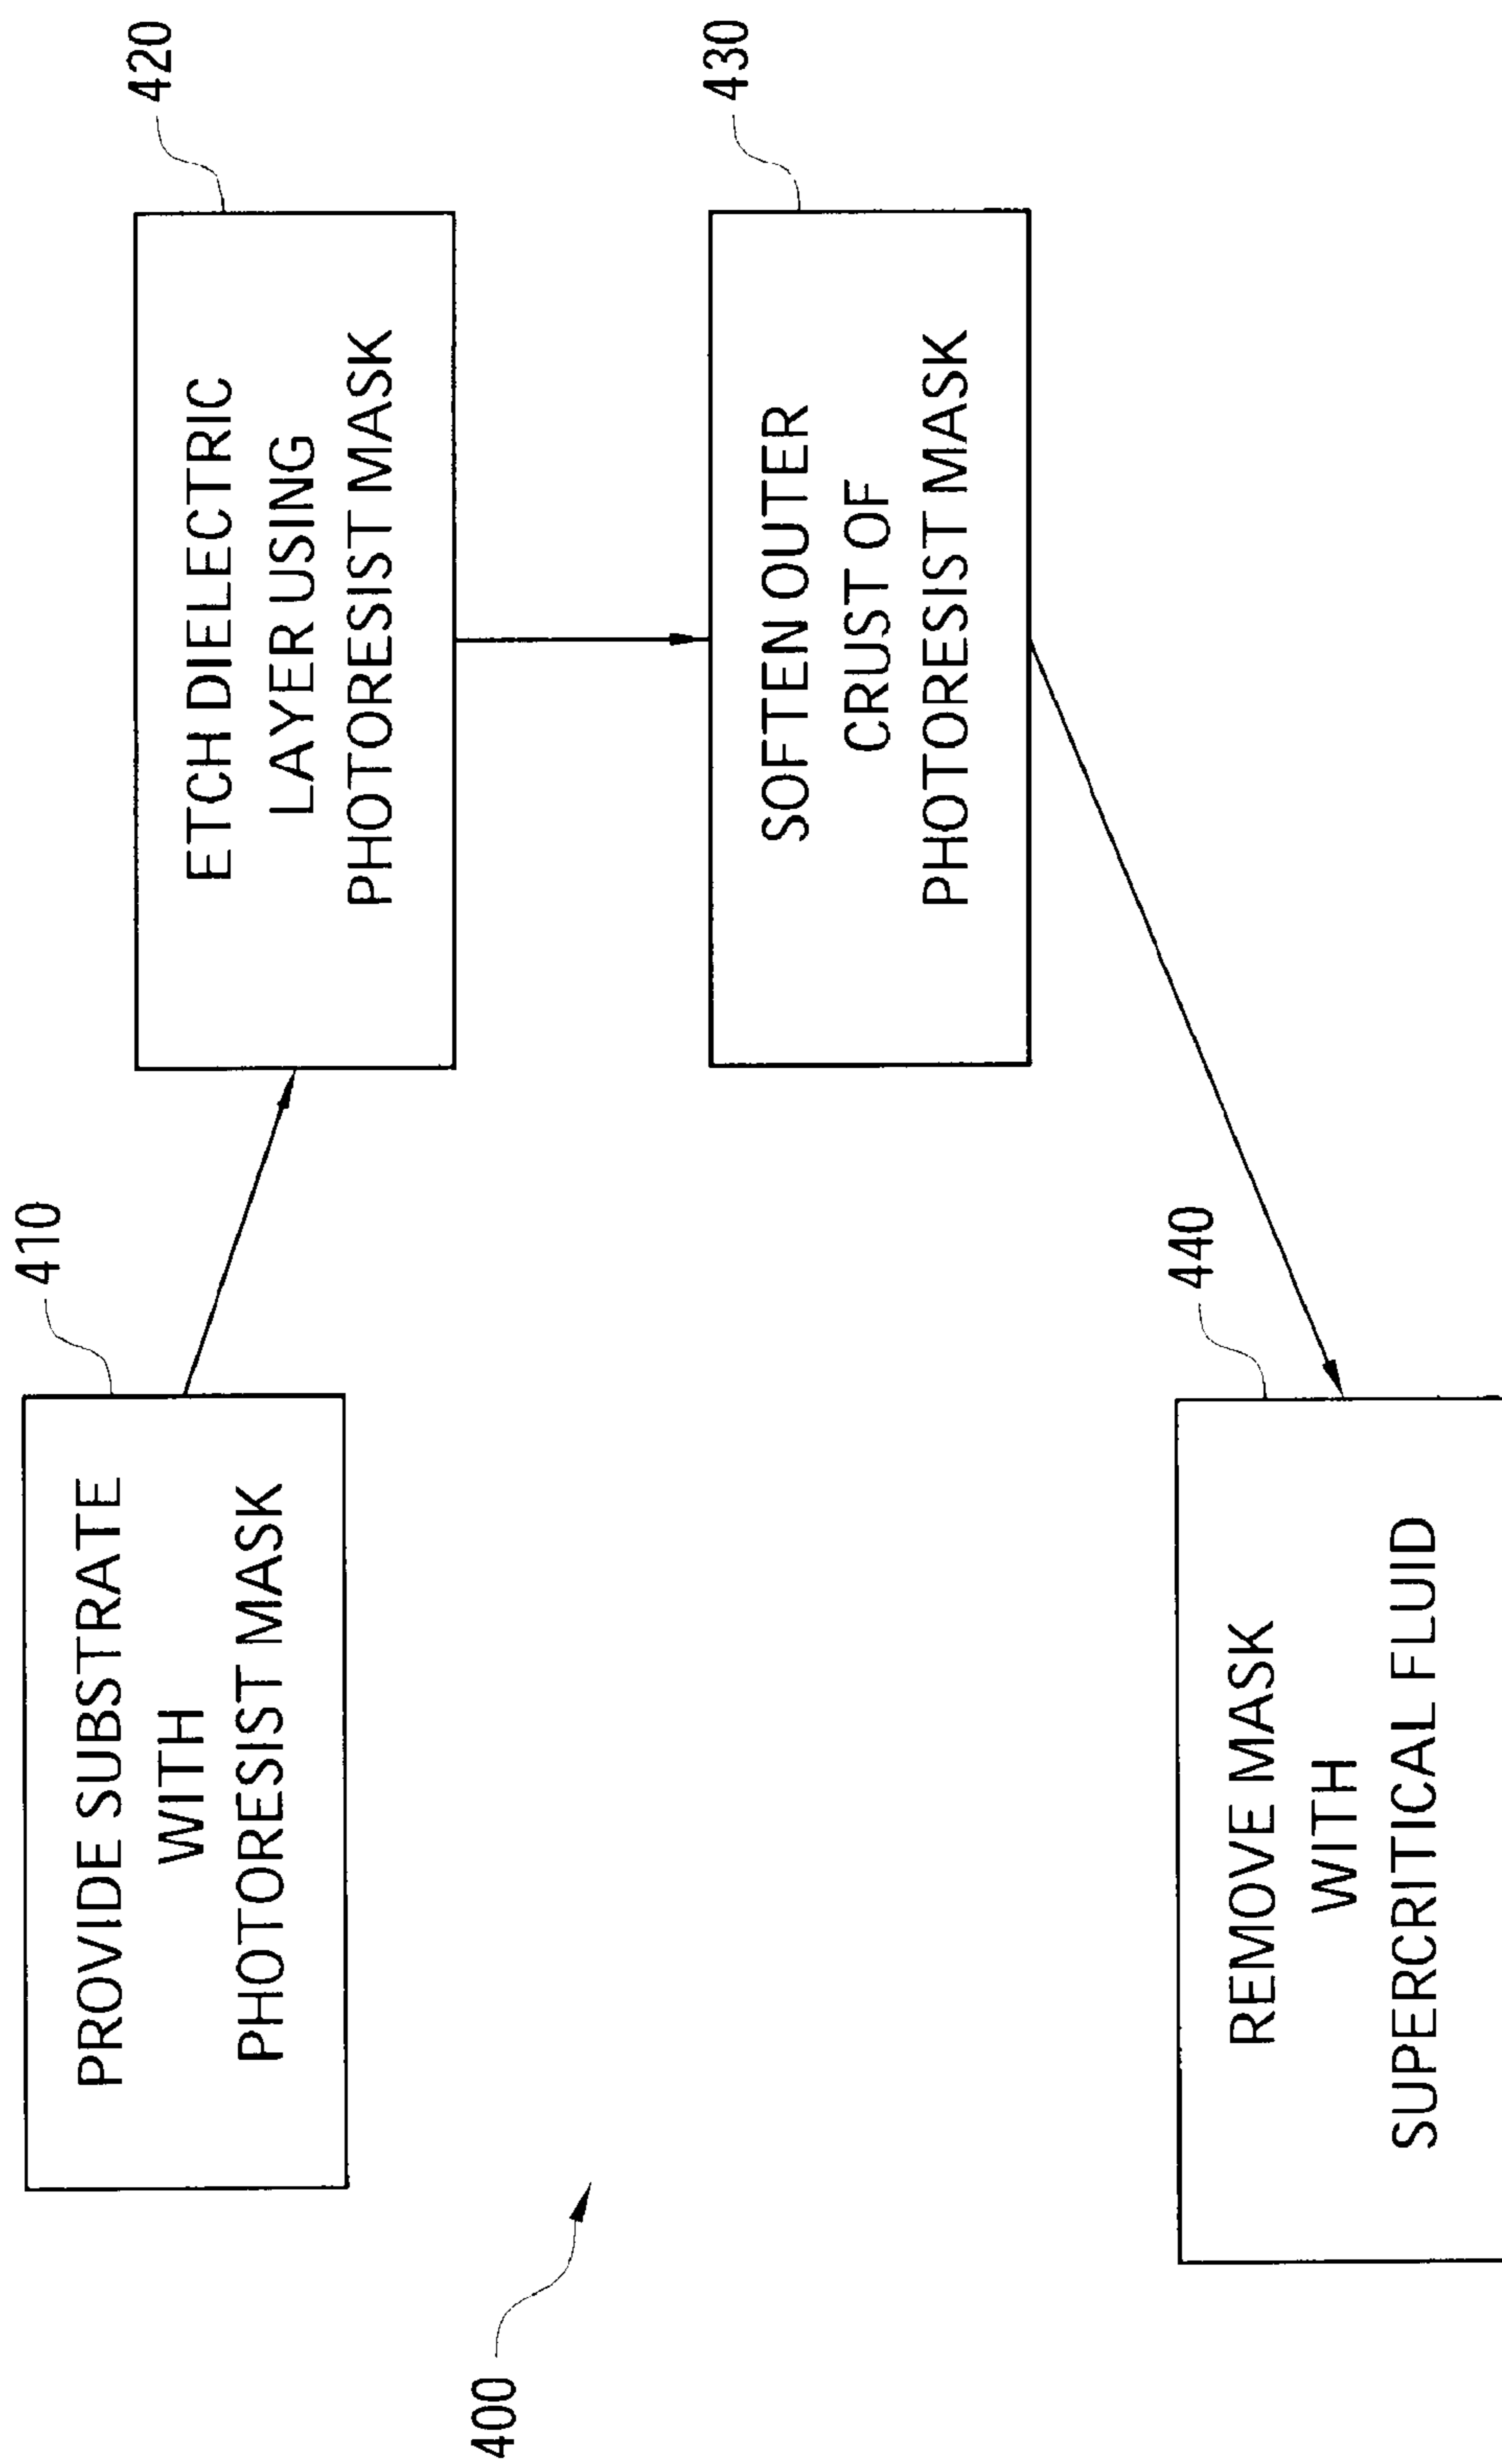 410
PROVIDE SUBSTRATE
WITH
PHOTORESIST MASK
420
ETCH DIELECTRIC
LAYER USING
PHOTORESIST MASK
430
SOFTEN OUTER
CRUST OF
PHOTORESIST MASK
440
REMOVE MASK
WITH
SUPERCRITICAL FLUID
400